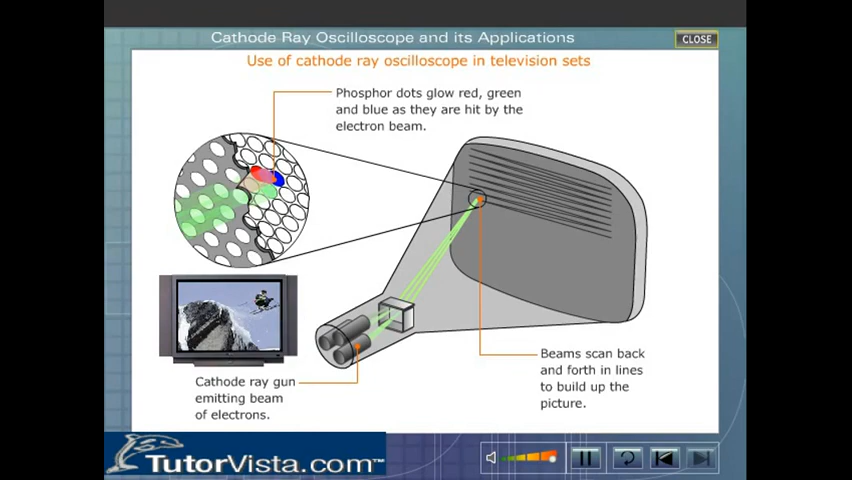 Cathode Ray Oscilloscope and its Applications
CLOSE
Use of cathode ray oscilloscope in television sets
Phosphor dots glow red, green
and blue as they are hit by the
electron beam.
Beams scan back
and forth in lines
to build up the
picture.
Cathode ray gun
emitting beam
of electrons.
TutorVista.com™